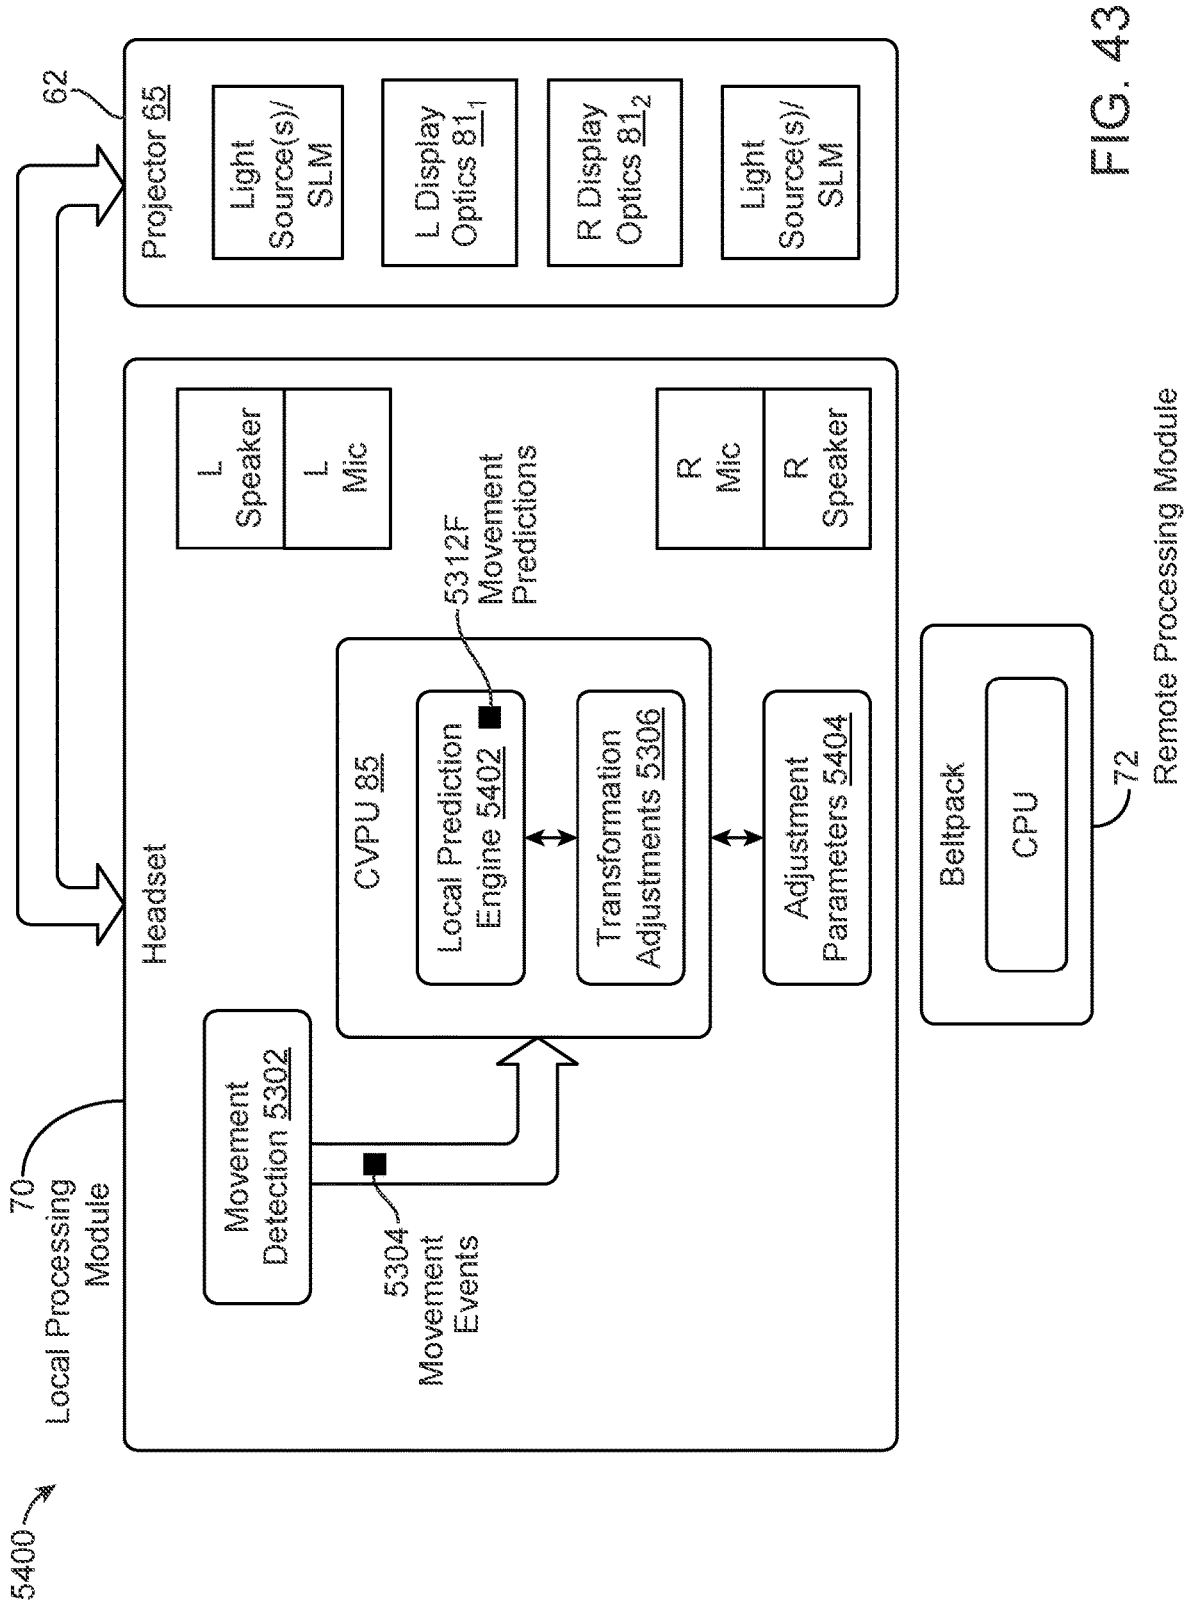 5400
70
Local Processing
Module
Headset
Movement
Detection 5302
5304
Movement
Events
CVPU 85
Local Prediction
Engine 5402
5312F
Movement
Predictions
Transformation
Adjustments 5306
Adjustment
Parameters 5404
L
Speaker
L
Mic
R
Mic
R
Speaker
62
Projector 65
Light
Source(s)/
SLM
L Display
Optics 81₁
R Display
Optics 81₂
Light
Source(s)/
SLM
Beltpack
CPU
72
Remote Processing Module
FIG. 43